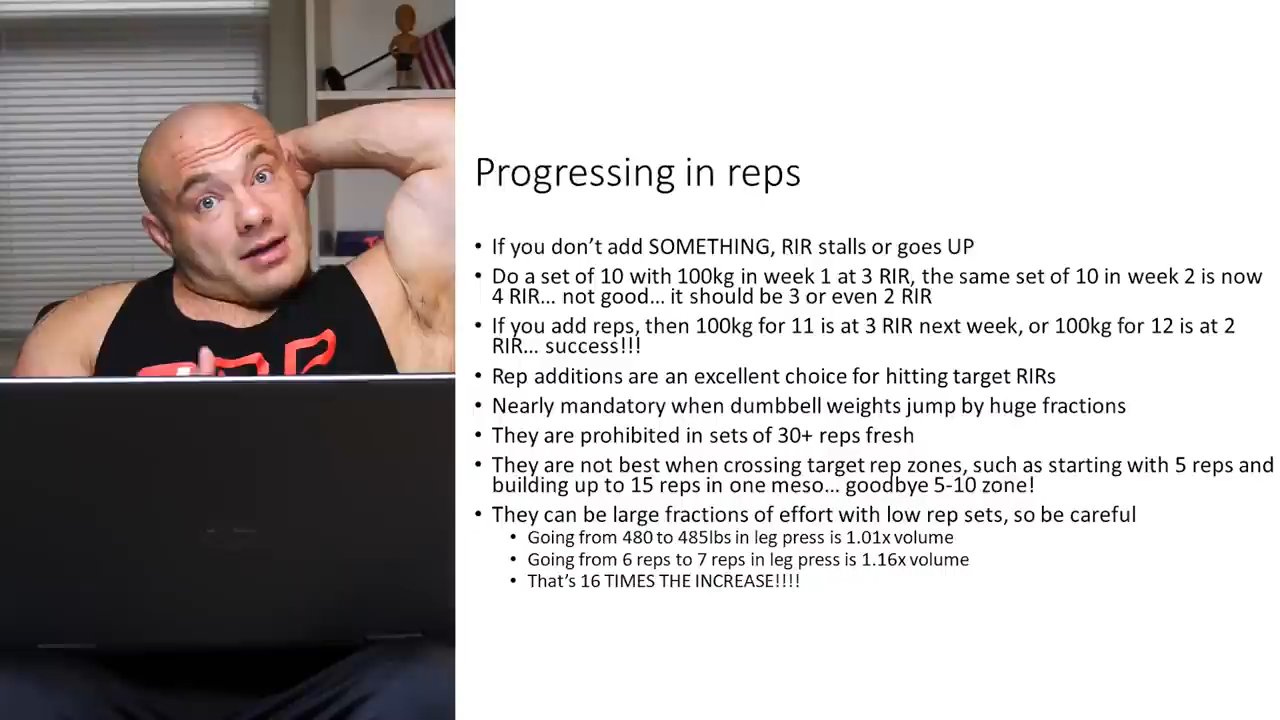 Progressing in reps
• If you don’t add SOMETHING, RIR stalls or goes UP
• Do a set of 10 with 100kg in week 1 at 3 RIR, the same set of 10 in week 2 is now
4 RIR… not good… it should be 3 or even 2 RIR
• If you add reps, then 100kg for 11 is at 3 RIR next week, or 100kg for 12 is at 2
RIR… success!!!
• Rep additions are an excellent choice for hitting target RIRs
• Nearly mandatory when dumbbell weights jump by huge fractions
• They are prohibited in sets of 30+ reps fresh
• They are not best when crossing target rep zones, such as starting with 5 reps and
building up to 15 reps in one meso… goodbye 5-10 zone!
• They can be large fractions of effort with low rep sets, so be careful
• Going from 480 to 485lbs in leg press is 1.01x volume
• Going from 6 reps to 7 reps in leg press is 1.16x volume
• That’s 16 TIMES THE INCREASE!!!!